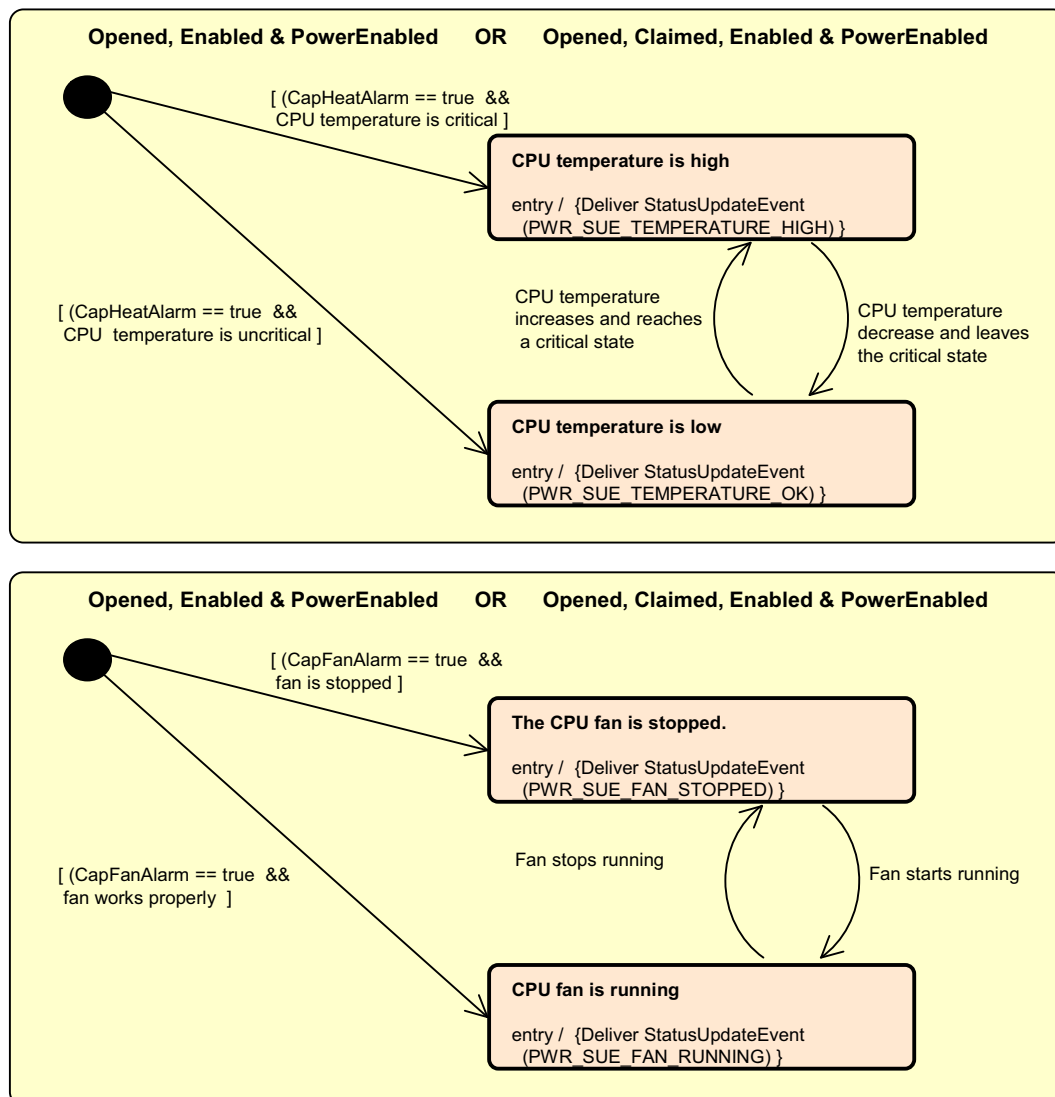 Opened, Enabled & PowerEnabled OR Opened, Claimed, Enabled & PowerEnabled
[ (CapHeatAlarm == true &&
CPU temperature is critical ]
CPU temperature is high
entry / {Deliver StatusUpdateEvent
(PWR_SUE_TEMPERATURE_HIGH) }
[ (CapHeatAlarm == true &&
CPU temperature is uncritical ]
CPU temperature
increases and reaches
a critical state
CPU temperature
decrease and leaves
the critical state
CPU temperature is low
entry / {Deliver StatusUpdateEvent
(PWR_SUE_TEMPERATURE_OK) }
Opened, Enabled & PowerEnabled OR Opened, Claimed, Enabled & PowerEnabled
[ (CapFanAlarm == true &&
fan is stopped ]
The CPU fan is stopped.
entry / {Deliver StatusUpdateEvent
(PWR_SUE_FAN_STOPPED) }
[ (CapFanAlarm == true &&
fan works properly ]
Fan stops running
Fan starts running
CPU fan is running
entry / {Deliver StatusUpdateEvent
(PWR_SUE_FAN_RUNNING) }